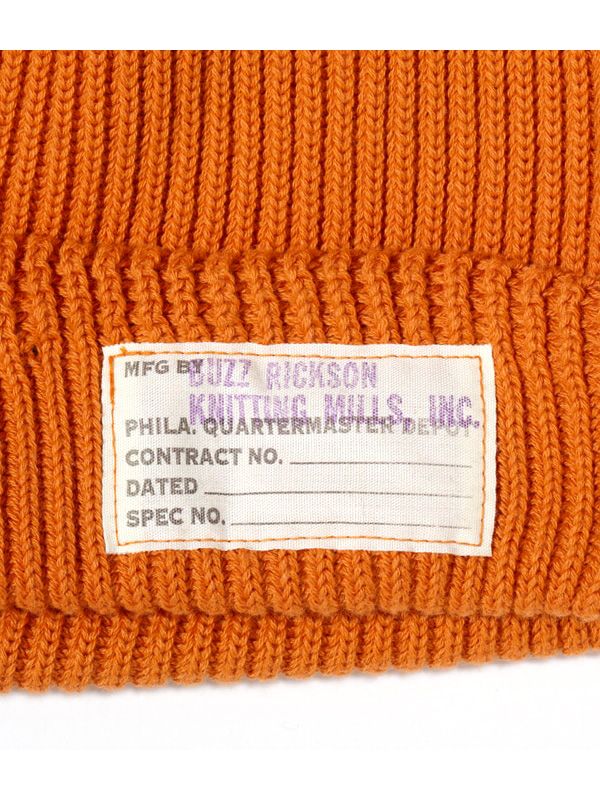 MFG BY BUZZ RICKSON
KNITTING MILLS, INC.
PHILA. QUARTERMASTER DEPOT
CONTRACT NO.
DATED
SPEC NO.